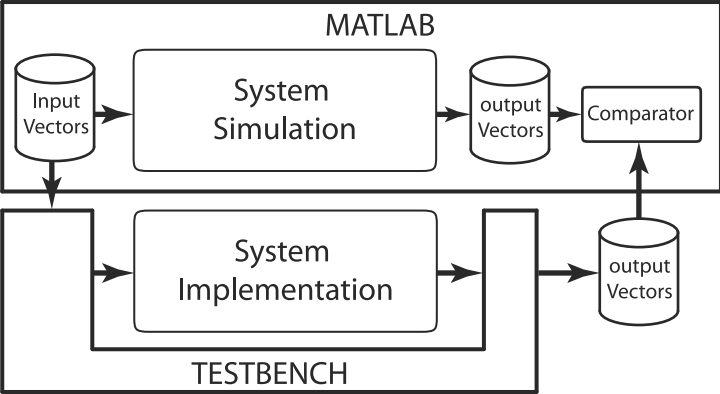 MATLAB
Input
Vectors
System
Simulation
output
Vectors
Comparator
System
Implementation
output
Vectors
TESTBENCH